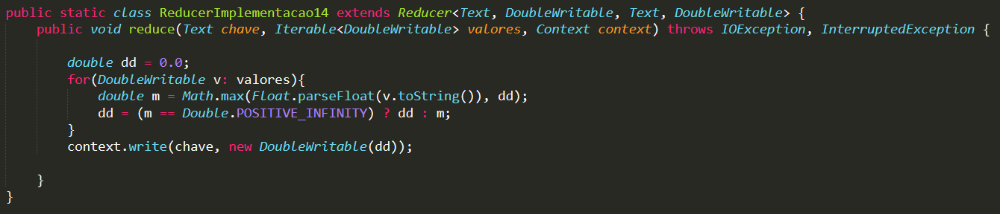 public static class ReducerImplementacao14 extends Reducer<Text, DoubleWritable, Text, DoubleWritable> {
    public void reduce(Text chave, Iterable<DoubleWritable> valores, Context context) throws IOException, InterruptedException {
        double dd = 0.0;
        for(DoubleWritable v: valores){
            double m = Math.max(Float.parseFloat(v.toString()), dd);
            dd = (m == Double.POSITIVE_INFINITY) ? dd : m;
        }
        context.write(chave, new DoubleWritable(dd));
    }
}